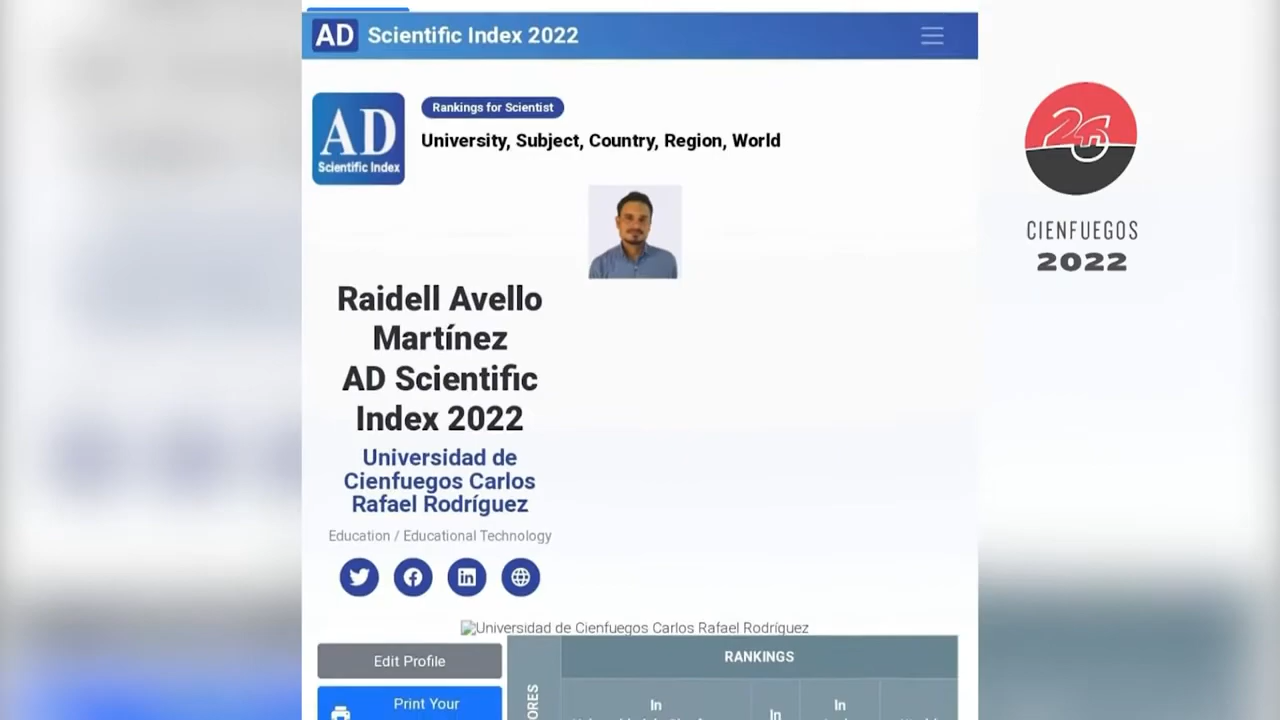 AD Scientific Index 2022
AD
Scientific Index
Rankings for Scientist
University, Subject, Country, Region, World
26
CIENFUEGOS
2022
Raidell Avello
Martínez
AD Scientific
Index 2022
Universidad de
Cienfuegos Carlos
Rafael Rodríguez
Education / Educational Technology
in
Universidad de Cienfuegos Carlos Rafael Rodríguez
Edit Profile
Print Your
RANKINGS
In
In
In